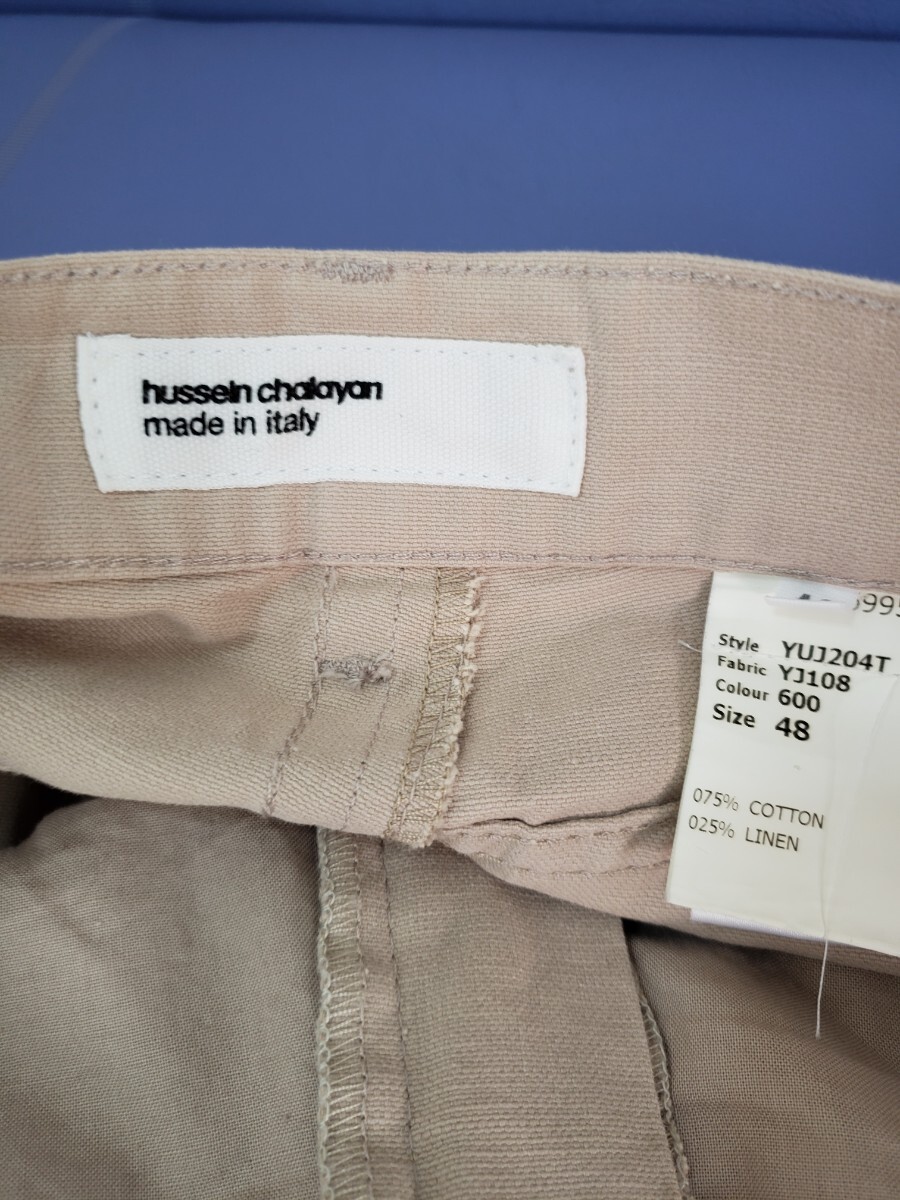 hussein chalayan
made in italy
Style YUJ204T
Fabric YJ108
Colour 600
Size 48
075% COTTON
025% LINEN